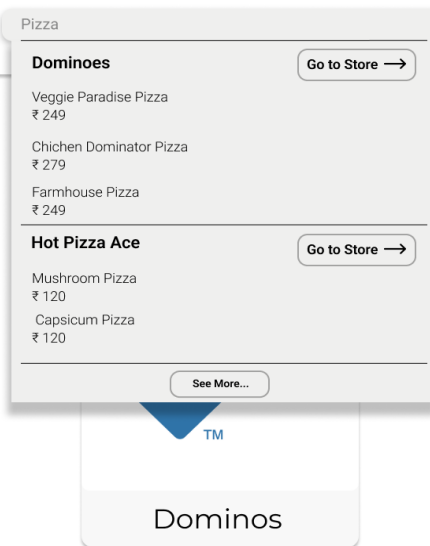 Pizza
Dominoes
Go to Store →
Veggie Paradise Pizza
₹ 249
Chichen Dominator Pizza
₹ 279
Farmhouse Pizza
₹ 249
Hot Pizza Ace
Go to Store →
Mushroom Pizza
₹ 120
Capsicum Pizza
₹ 120
See More...
TM
Dominos